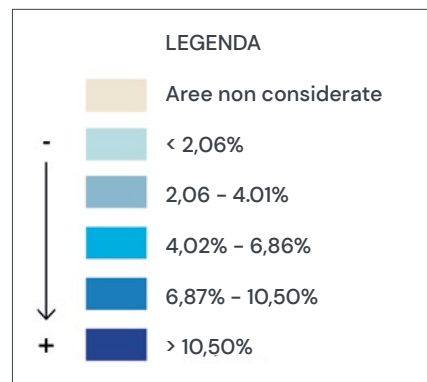 LEGENDA
Aree non considerate
-
< 2,06%
2,06 – 4.01%
4,02% – 6,86%
6,87% – 10,50%
+
> 10,50%